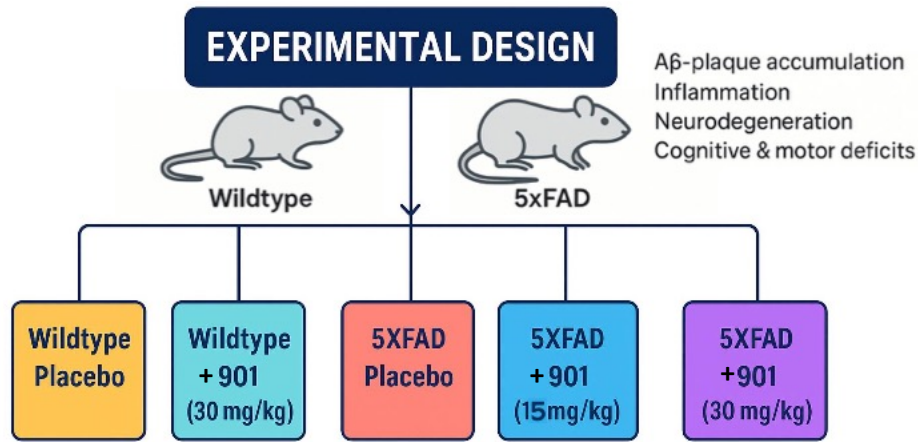 EXPERIMENTAL DESIGN
Aβ-plaque accumulation
Inflammation
Neurodegeneration
Cognitive & motor deficits
Wildtype
5xFAD
Wildtype
Placebo
Wildtype
+901
(30 mg/kg)
5XFAD
Placebo
5XFAD
+901
(15mg/kg)
5XFAD
+901
(30 mg/kg)